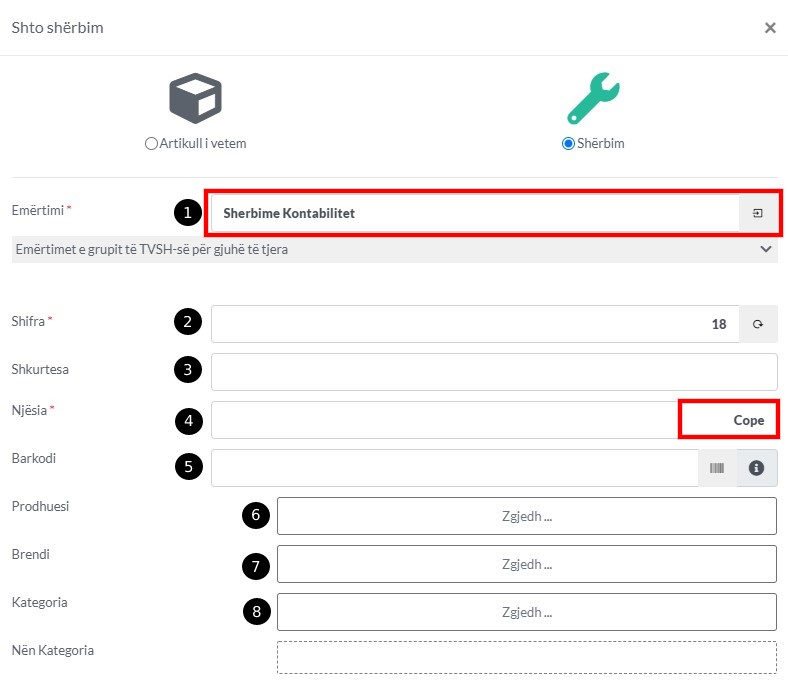 Shto shërbim
×
Artikull i vetem
Shërbim
Emërtimi *
1
Sherbime Kontabilitet
Emërtimet e grupit të TVSH-së për gjuhë të tjera
Shifra *
2
18
Shkurtesa
3
Njësia *
4
Cope
Barkodi
5
Prodhuesi
6
Zgjedh ...
Brendi
7
Zgjedh ...
Kategoria
8
Zgjedh ...
Nën Kategoria